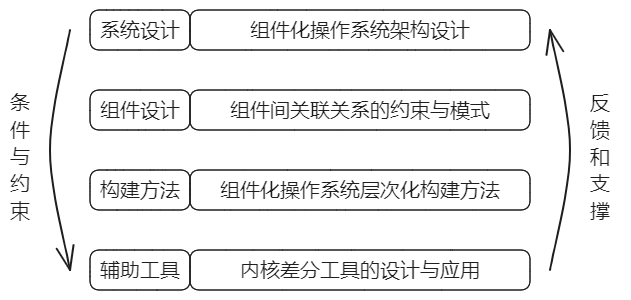 系统设计 组件化操作系统架构设计
组件设计 组件间关联关系的约束与模式
构建方法 组件化操作系统层次化构建方法
辅助工具 内核差分工具的设计与应用
条件与约束
反馈和支撑